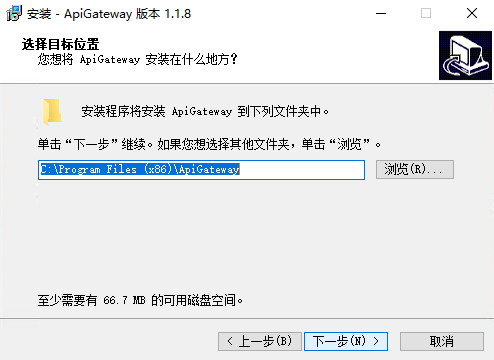 安装 - ApiGateway 版本 1.1.8
选择目标位置
您想将 ApiGateway 安装在什么地方？
安装程序将安装 ApiGateway 到下列文件夹中。
单击“下一步”继续。如果您想选择其他文件夹，单击“浏览”。
C:\Program Files (x86)\ApiGateway
浏览(R)...
至少需要有 66.7 MB 的可用磁盘空间。
< 上一步(B)
下一步(N) >
取消